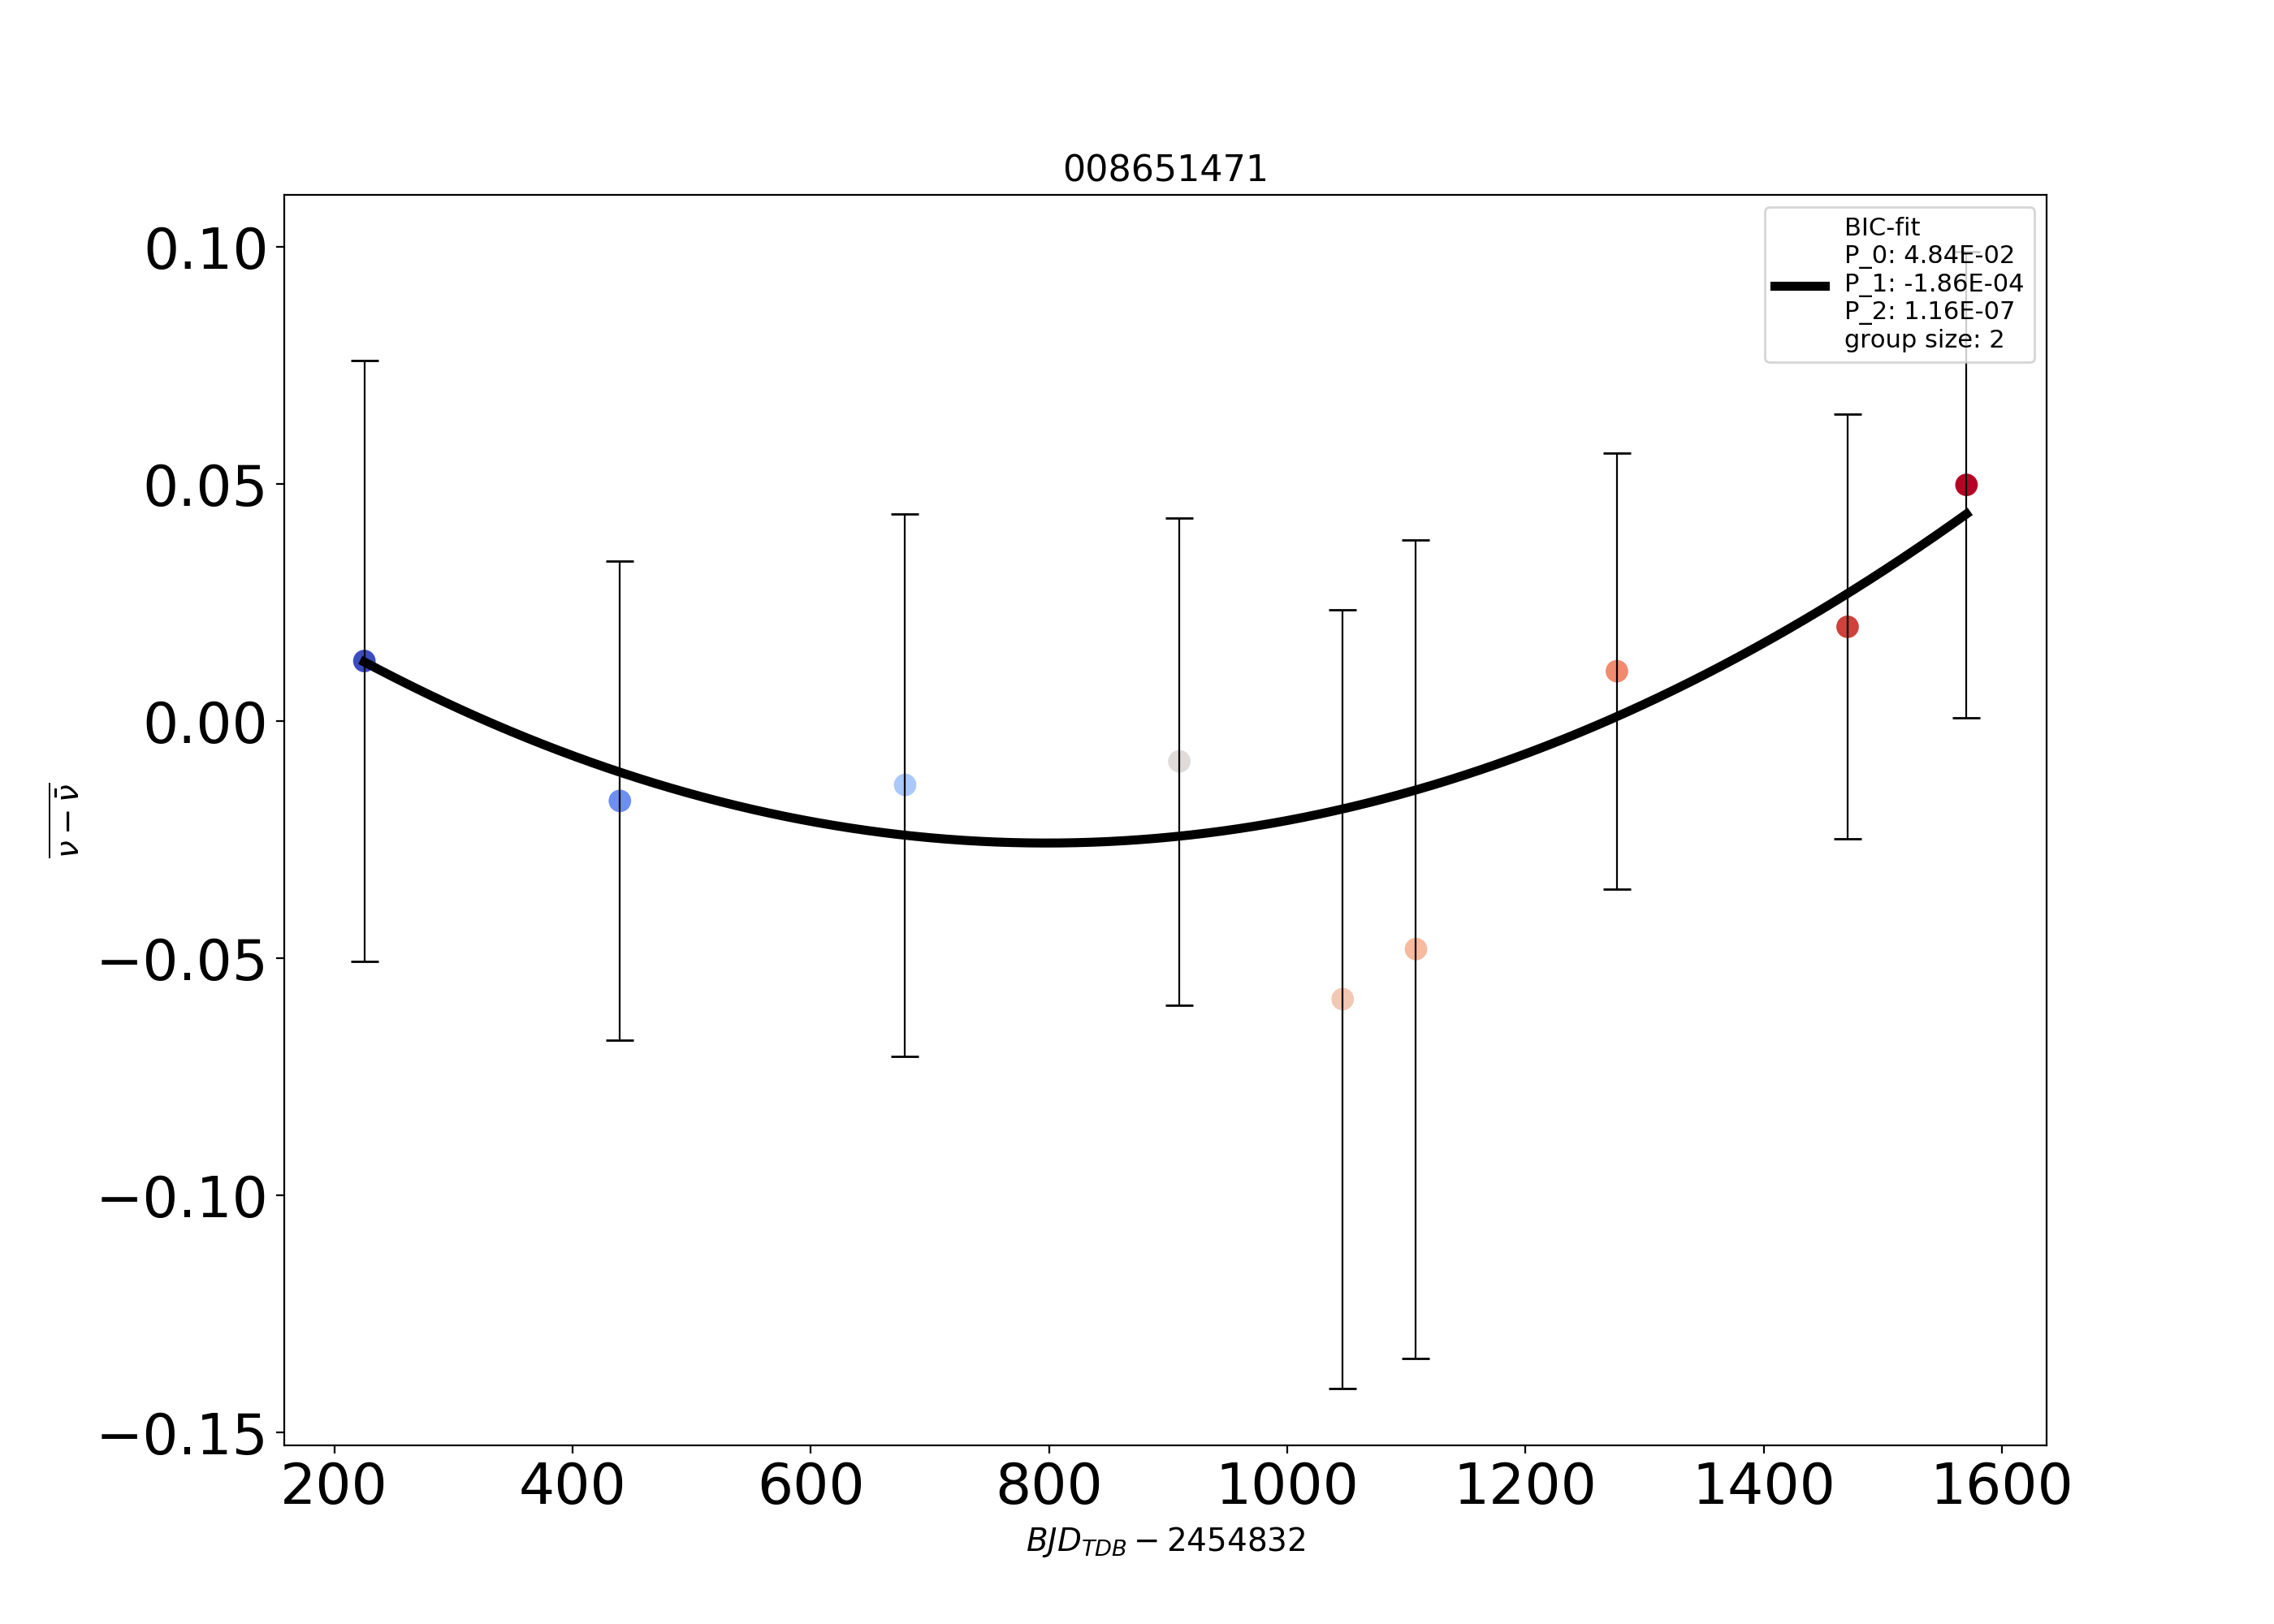 008651471
BIC-fit
P_0: 4.84E-02
P_1: -1.86E-04
P_2: 1.16E-07
group size: 2
0.10
0.05
0.00
−0.05
−0.10
−0.15
ν − ν̄
200 400 600 800 1000 1200 1400 1600
BJD_TDB − 2454832